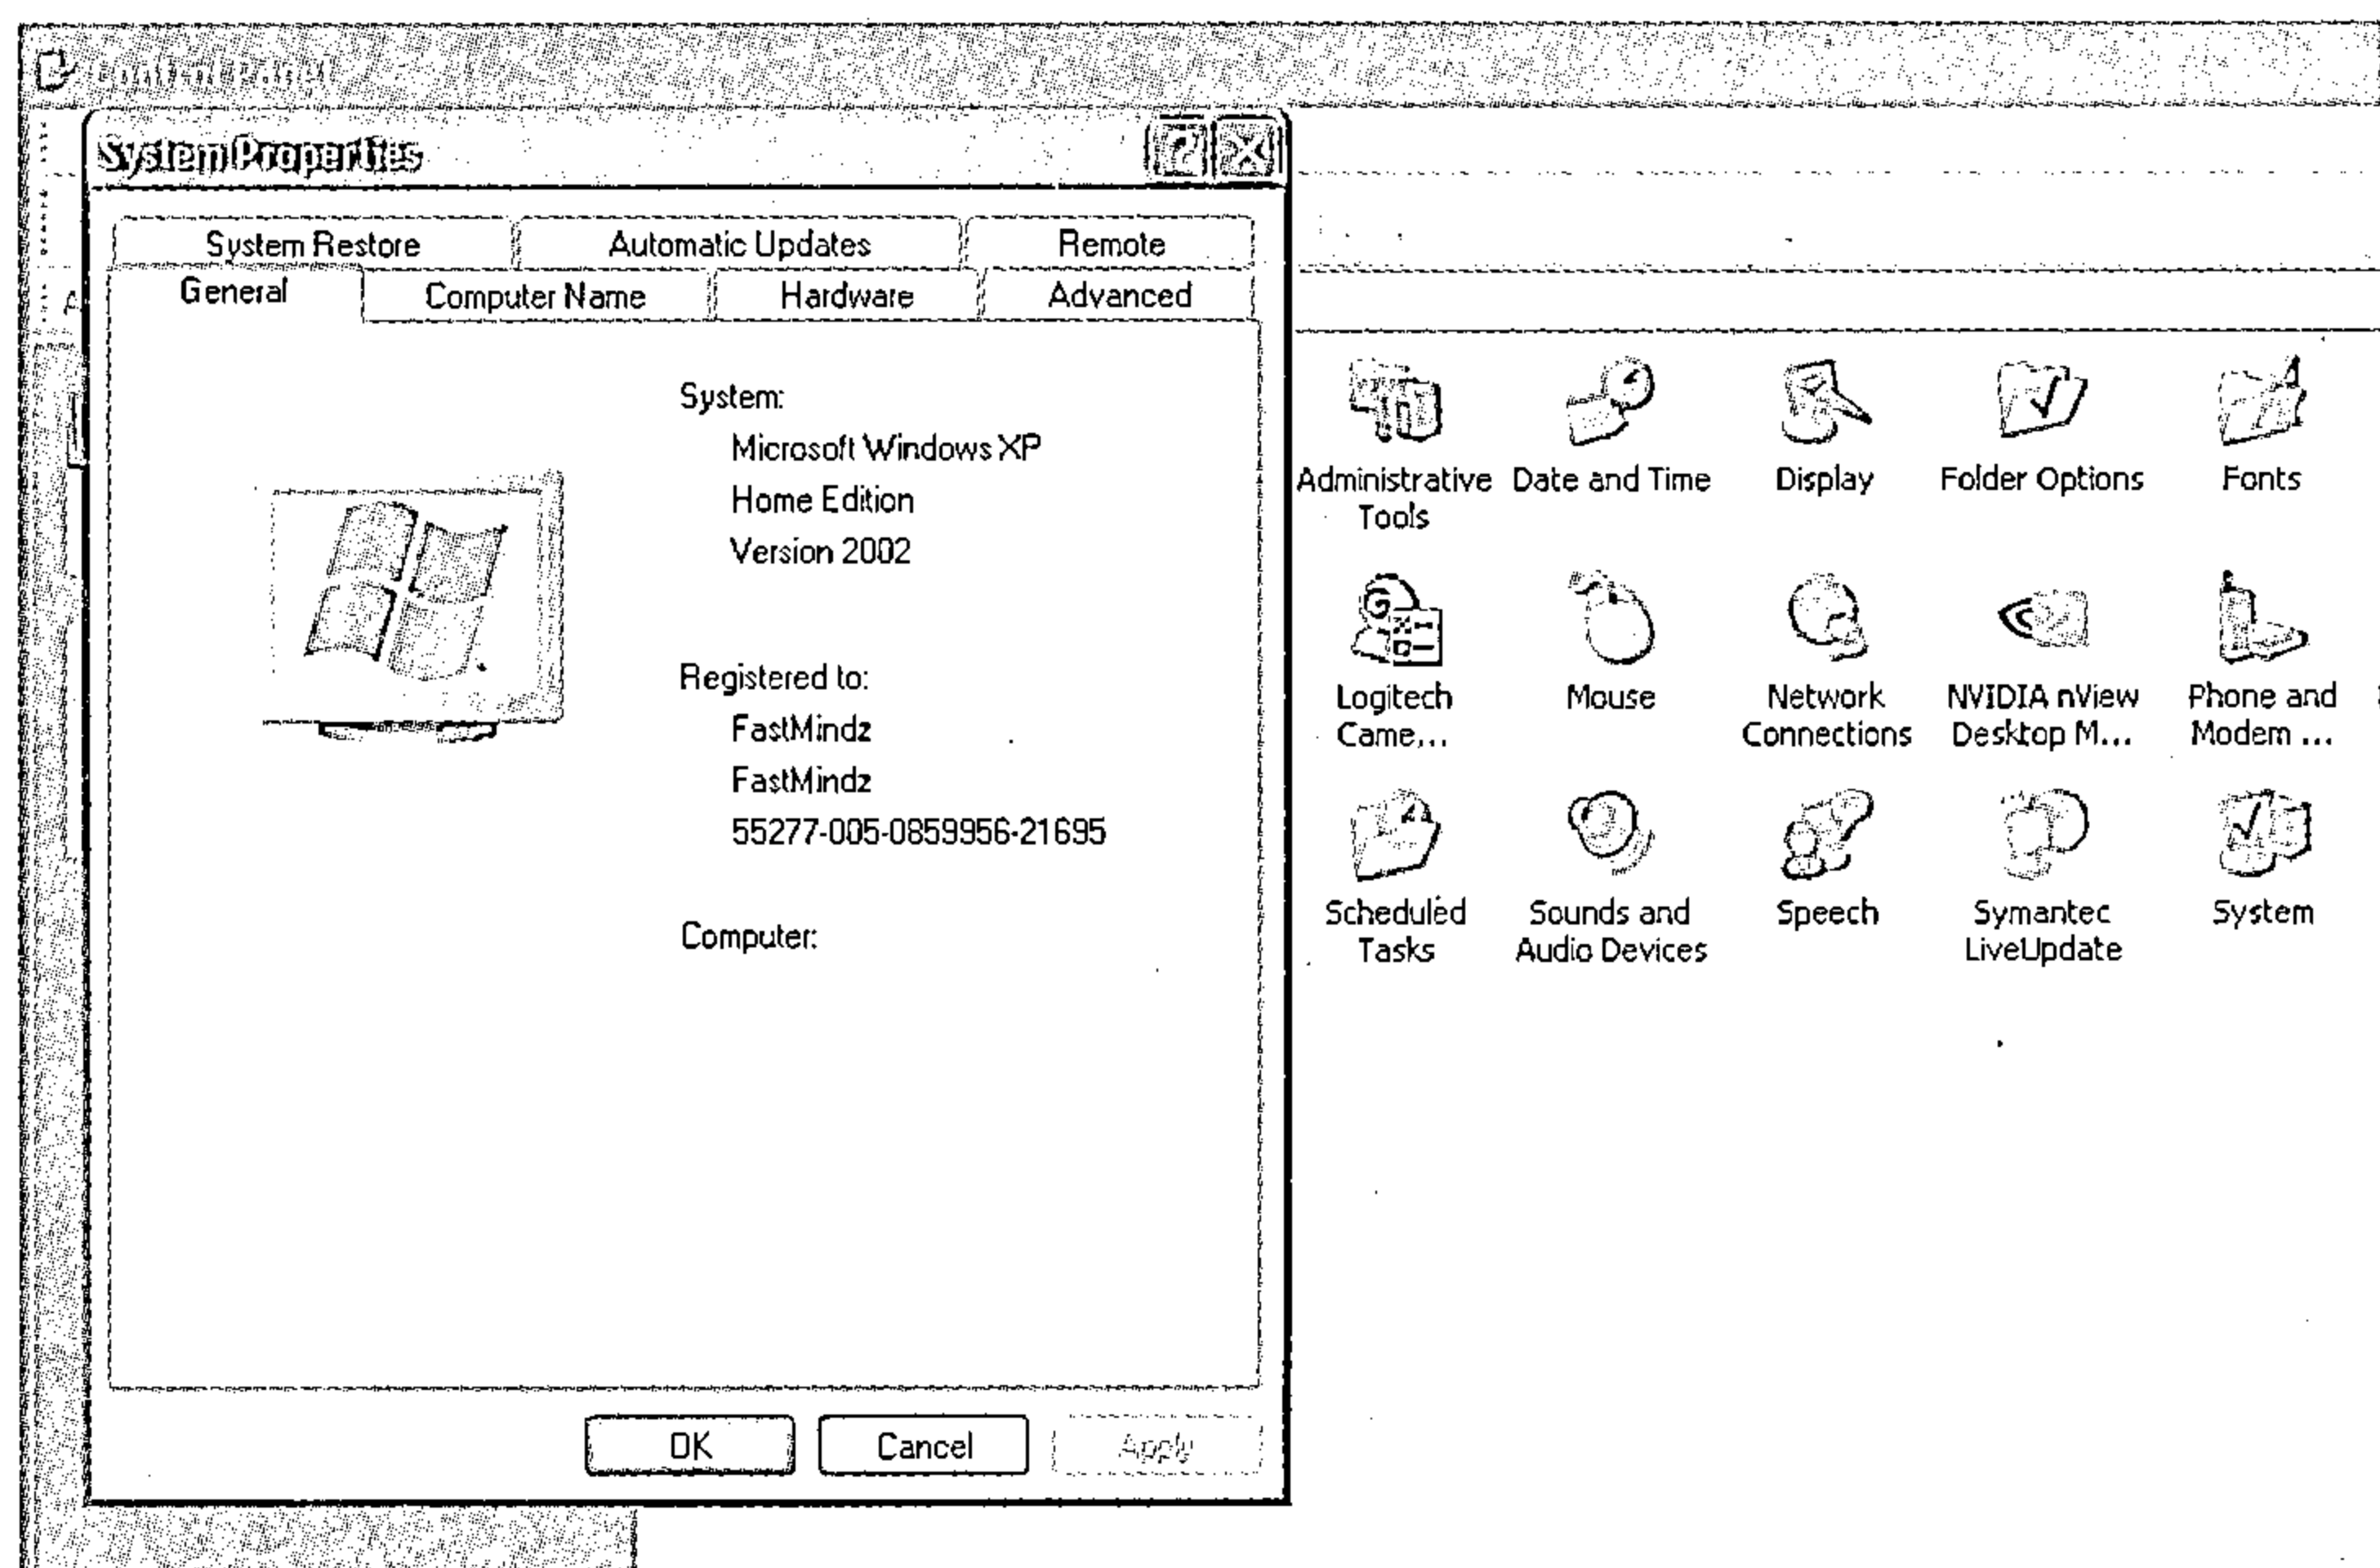 Control Panel
System Properties
System Restore Automatic Updates Remote
General Computer Name Hardware Advanced
System:
Microsoft Windows XP
Home Edition
Version 2002
Registered to:
FastMindz
FastMindz
55277-005-0859956-21695
Computer:
OK Cancel Apply
Administrative Tools
Date and Time
Display
Folder Options
Fonts
Logitech
Came...
Mouse
Network
Connections
NVIDIA nView
Desktop M...
Phone and
Modem ...
Scheduled
Tasks
Sounds and
Audio Devices
Speech
Symantec
LiveUpdate
System